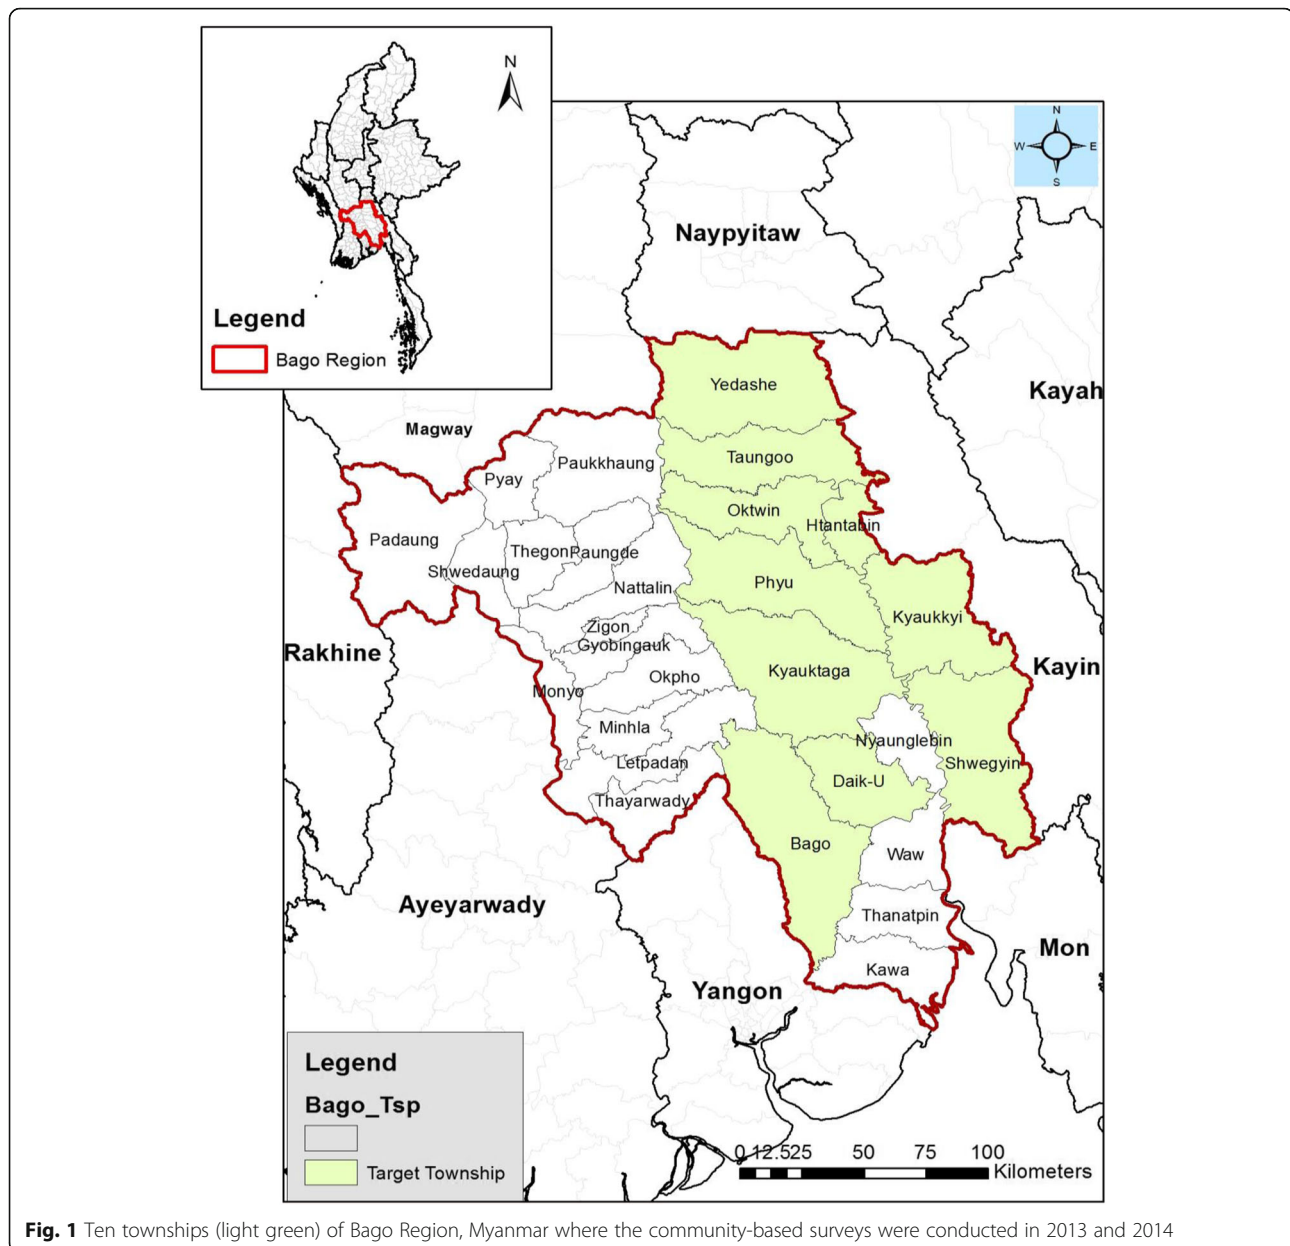 N
Legend
Bago Region
N
W E
S
Naypyitaw
Kayah
Yedashe
Magway
Taungoo
Paukkhaung
Pyay
Oktwin
Htantabin
Padaung
Thegon
Paungde
Shwedaung
Phyu
Nattalin
Kyaukkyi
Zigon
Gyobingauk
Rakhine
Kayin
Kyauktaga
Okpho
Monyo
Minhla
Nyaunglebin
Letpadan
Shwegyin
Daik-U
Thayarwady
Bago
Waw
Ayeyarwady
Thanatpin
Mon
Kawa
Yangon
Legend
Bago_Tsp
Target Township
0 12.525 50 75 100
Kilometers
Fig. 1 Ten townships (light green) of Bago Region, Myanmar where the community-based surveys were conducted in 2013 and 2014